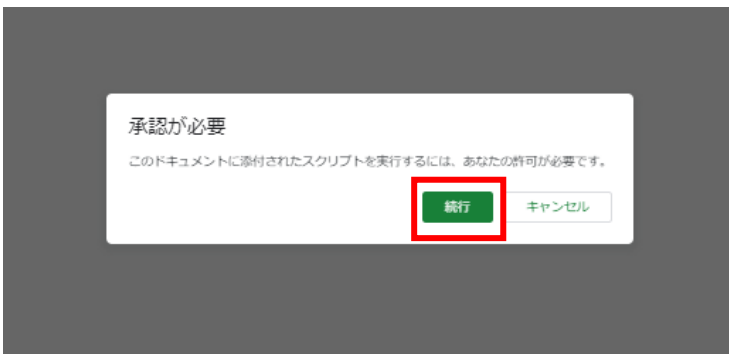 承認が必要
このドキュメントに添付されたスクリプトを実行するには、あなたの許可が必要です。
続行 キャンセル